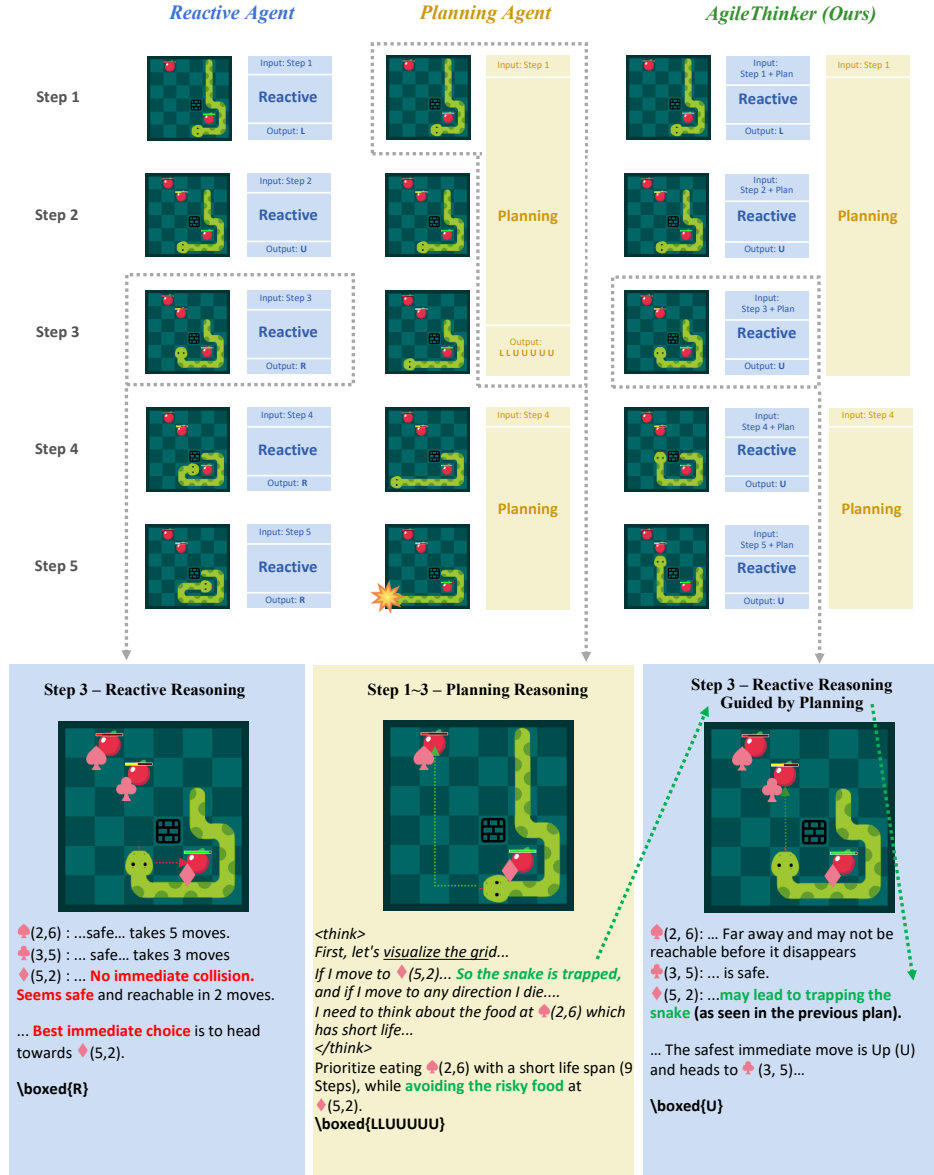 Reactive Agent
Planning Agent
AgileThinker (Ours)
Step 1
Input: Step 1
Reactive
Output: L
Input: Step 1
Input:
Step 1 + Plan
Reactive
Output: L
Input: Step 1
Step 2
Input: Step 2
Reactive
Output: U
Planning
Input:
Step 2 + Plan
Reactive
Output: U
Planning
Step 3
Input: Step 3
Reactive
Output: R
Output:
L L U U U U U
Input:
Step 3 + Plan
Reactive
Output: U
Step 4
Input: Step 4
Reactive
Output: R
Input: Step 4
Planning
Input:
Step 4 + Plan
Reactive
Output: U
Input: Step 4
Planning
Step 5
Input: Step 5
Reactive
Output: R
Input:
Step 5 + Plan
Reactive
Output: U
Step 3 – Reactive Reasoning
♠(2,6) : ...safe... takes 5 moves.
♣(3,5) : ... safe... takes 3 moves
♦(5,2) : ... No immediate collision.
Seems safe and reachable in 2 moves.
... Best immediate choice is to head
towards ♦(5,2).
\boxed{R}
Step 1~3 – Planning Reasoning
<think>
First, let's visualize the grid...
If I move to ♦(5,2)... So the snake is trapped,
and if I move to any direction I die....
I need to think about the food at ♠(2,6) which
has short life...
</think>
Prioritize eating ♠(2,6) with a short life span (9
Steps), while avoiding the risky food at
♦(5,2).
\boxed{LLUUUUU}
Step 3 – Reactive Reasoning
Guided by Planning
♠(2, 6): ... Far away and may not be
reachable before it disappears
♣(3, 5): ... is safe.
♦(5, 2): ...may lead to trapping the
snake (as seen in the previous plan).
... The safest immediate move is Up (U)
and heads to ♣ (3, 5)...
\boxed{U}